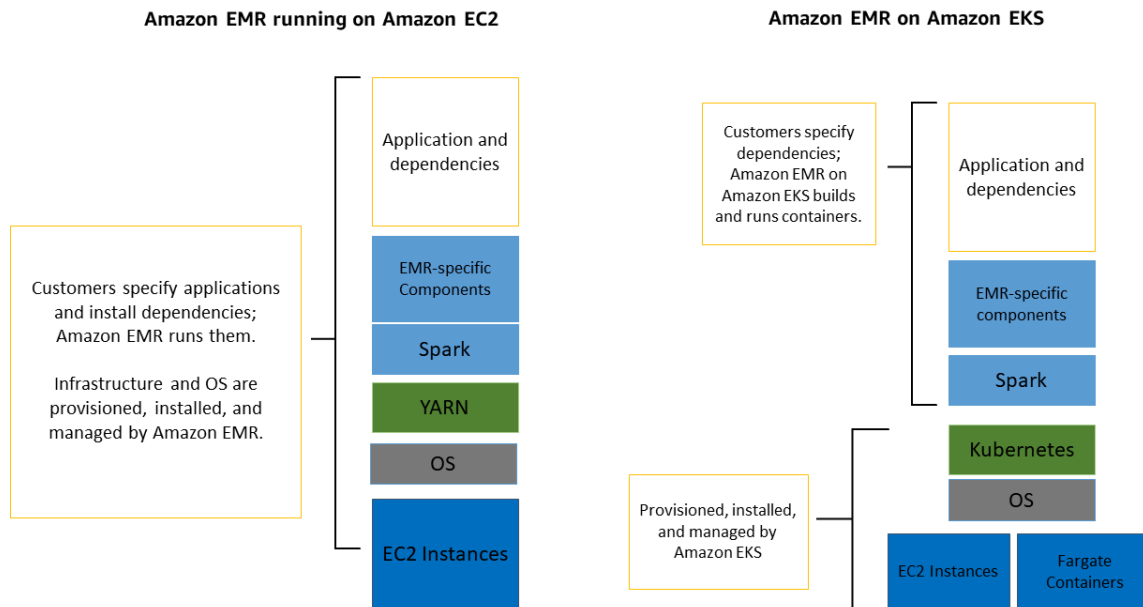 Amazon EMR running on Amazon EC2
Application and
dependencies
Customers specify applications
and install dependencies;
Amazon EMR runs them.
Infrastructure and OS are
provisioned, installed, and
managed by Amazon EMR.
EMR-specific
Components
Spark
YARN
OS
EC2 Instances
Amazon EMR on Amazon EKS
Customers specify
dependencies;
Amazon EMR on
Amazon EKS builds
and runs containers.
Application and
dependencies
EMR-specific
components
Spark
Provisioned, installed,
and managed by
Amazon EKS
Kubernetes
OS
EC2 Instances
Fargate
Containers